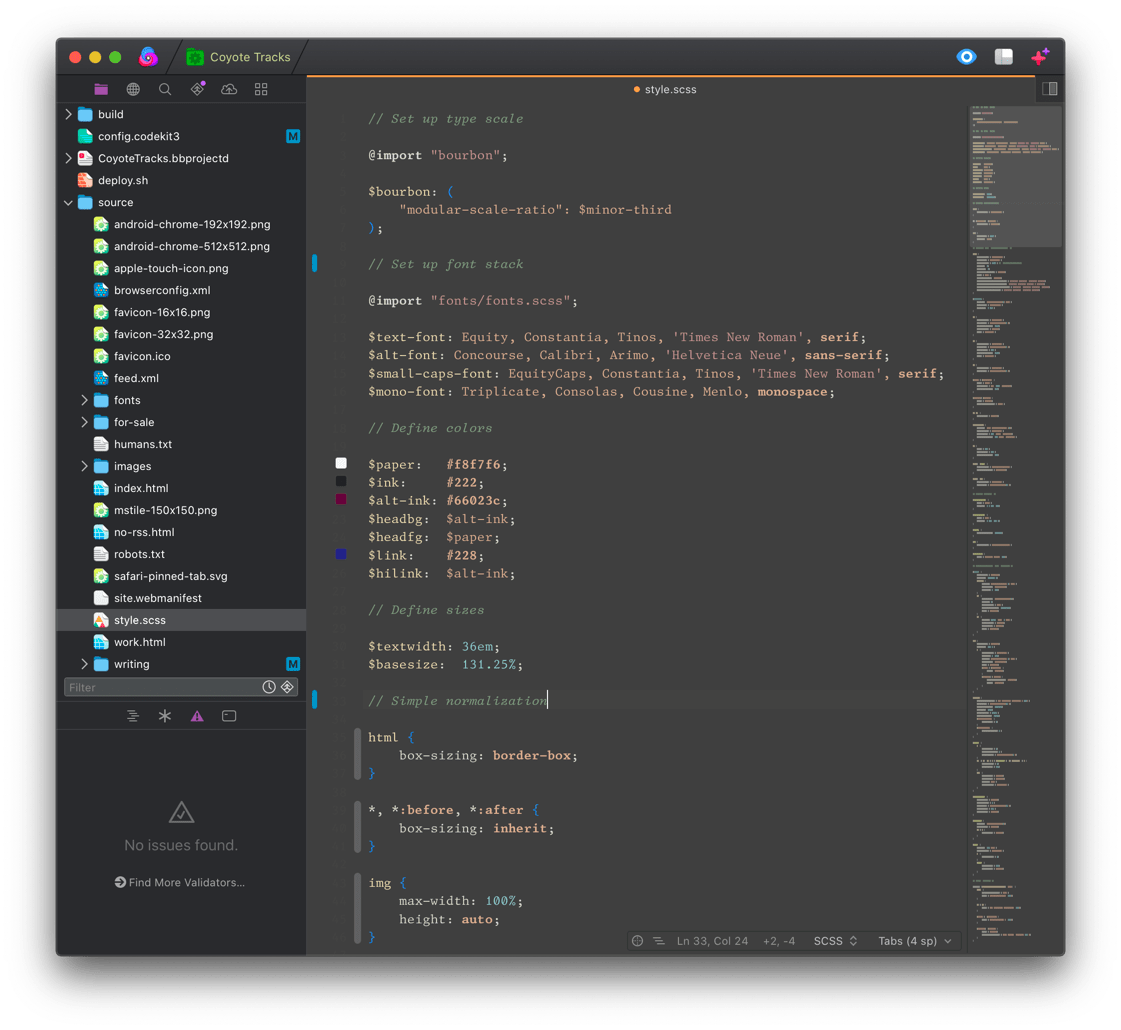 Coyote Tracks
build
config.codekit3 M
CoyoteTracks.bbprojectd
deploy.sh
source
android-chrome-192x192.png
android-chrome-512x512.png
apple-touch-icon.png
browserconfig.xml
favicon-16x16.png
favicon-32x32.png
favicon.ico
feed.xml
fonts
for-sale
humans.txt
images
index.html
mstile-150x150.png
no-rss.html
robots.txt
safari-pinned-tab.svg
site.webmanifest
style.scss
work.html
writing M
Filter
No issues found.
Find More Validators...
style.scss
// Set up type scale
@import "bourbon";
$bourbon: (
    "modular-scale-ratio": $minor-third
);
// Set up font stack
@import "fonts/fonts.scss";
$text-font: Equity, Constantia, Tinos, 'Times New Roman', serif;
$alt-font: Concourse, Calibri, Arimo, 'Helvetica Neue', sans-serif;
$small-caps-font: EquityCaps, Constantia, Tinos, 'Times New Roman', serif;
$mono-font: Triplicate, Consolas, Cousine, Menlo, monospace;
// Define colors
$paper:   #f8f7f6;
$ink:     #222;
$alt-ink: #66023c;
$headbg:  $alt-ink;
$headfg:  $paper;
$link:    #228;
$hilink:  $alt-ink;
// Define sizes
$textwidth: 36em;
$basesize:  131.25%;
// Simple normalization
html {
    box-sizing: border-box;
}
*, *:before, *:after {
    box-sizing: inherit;
}
img {
    max-width: 100%;
    height: auto;
}
Ln 33, Col 24 +2, -4 SCSS Tabs (4 sp)